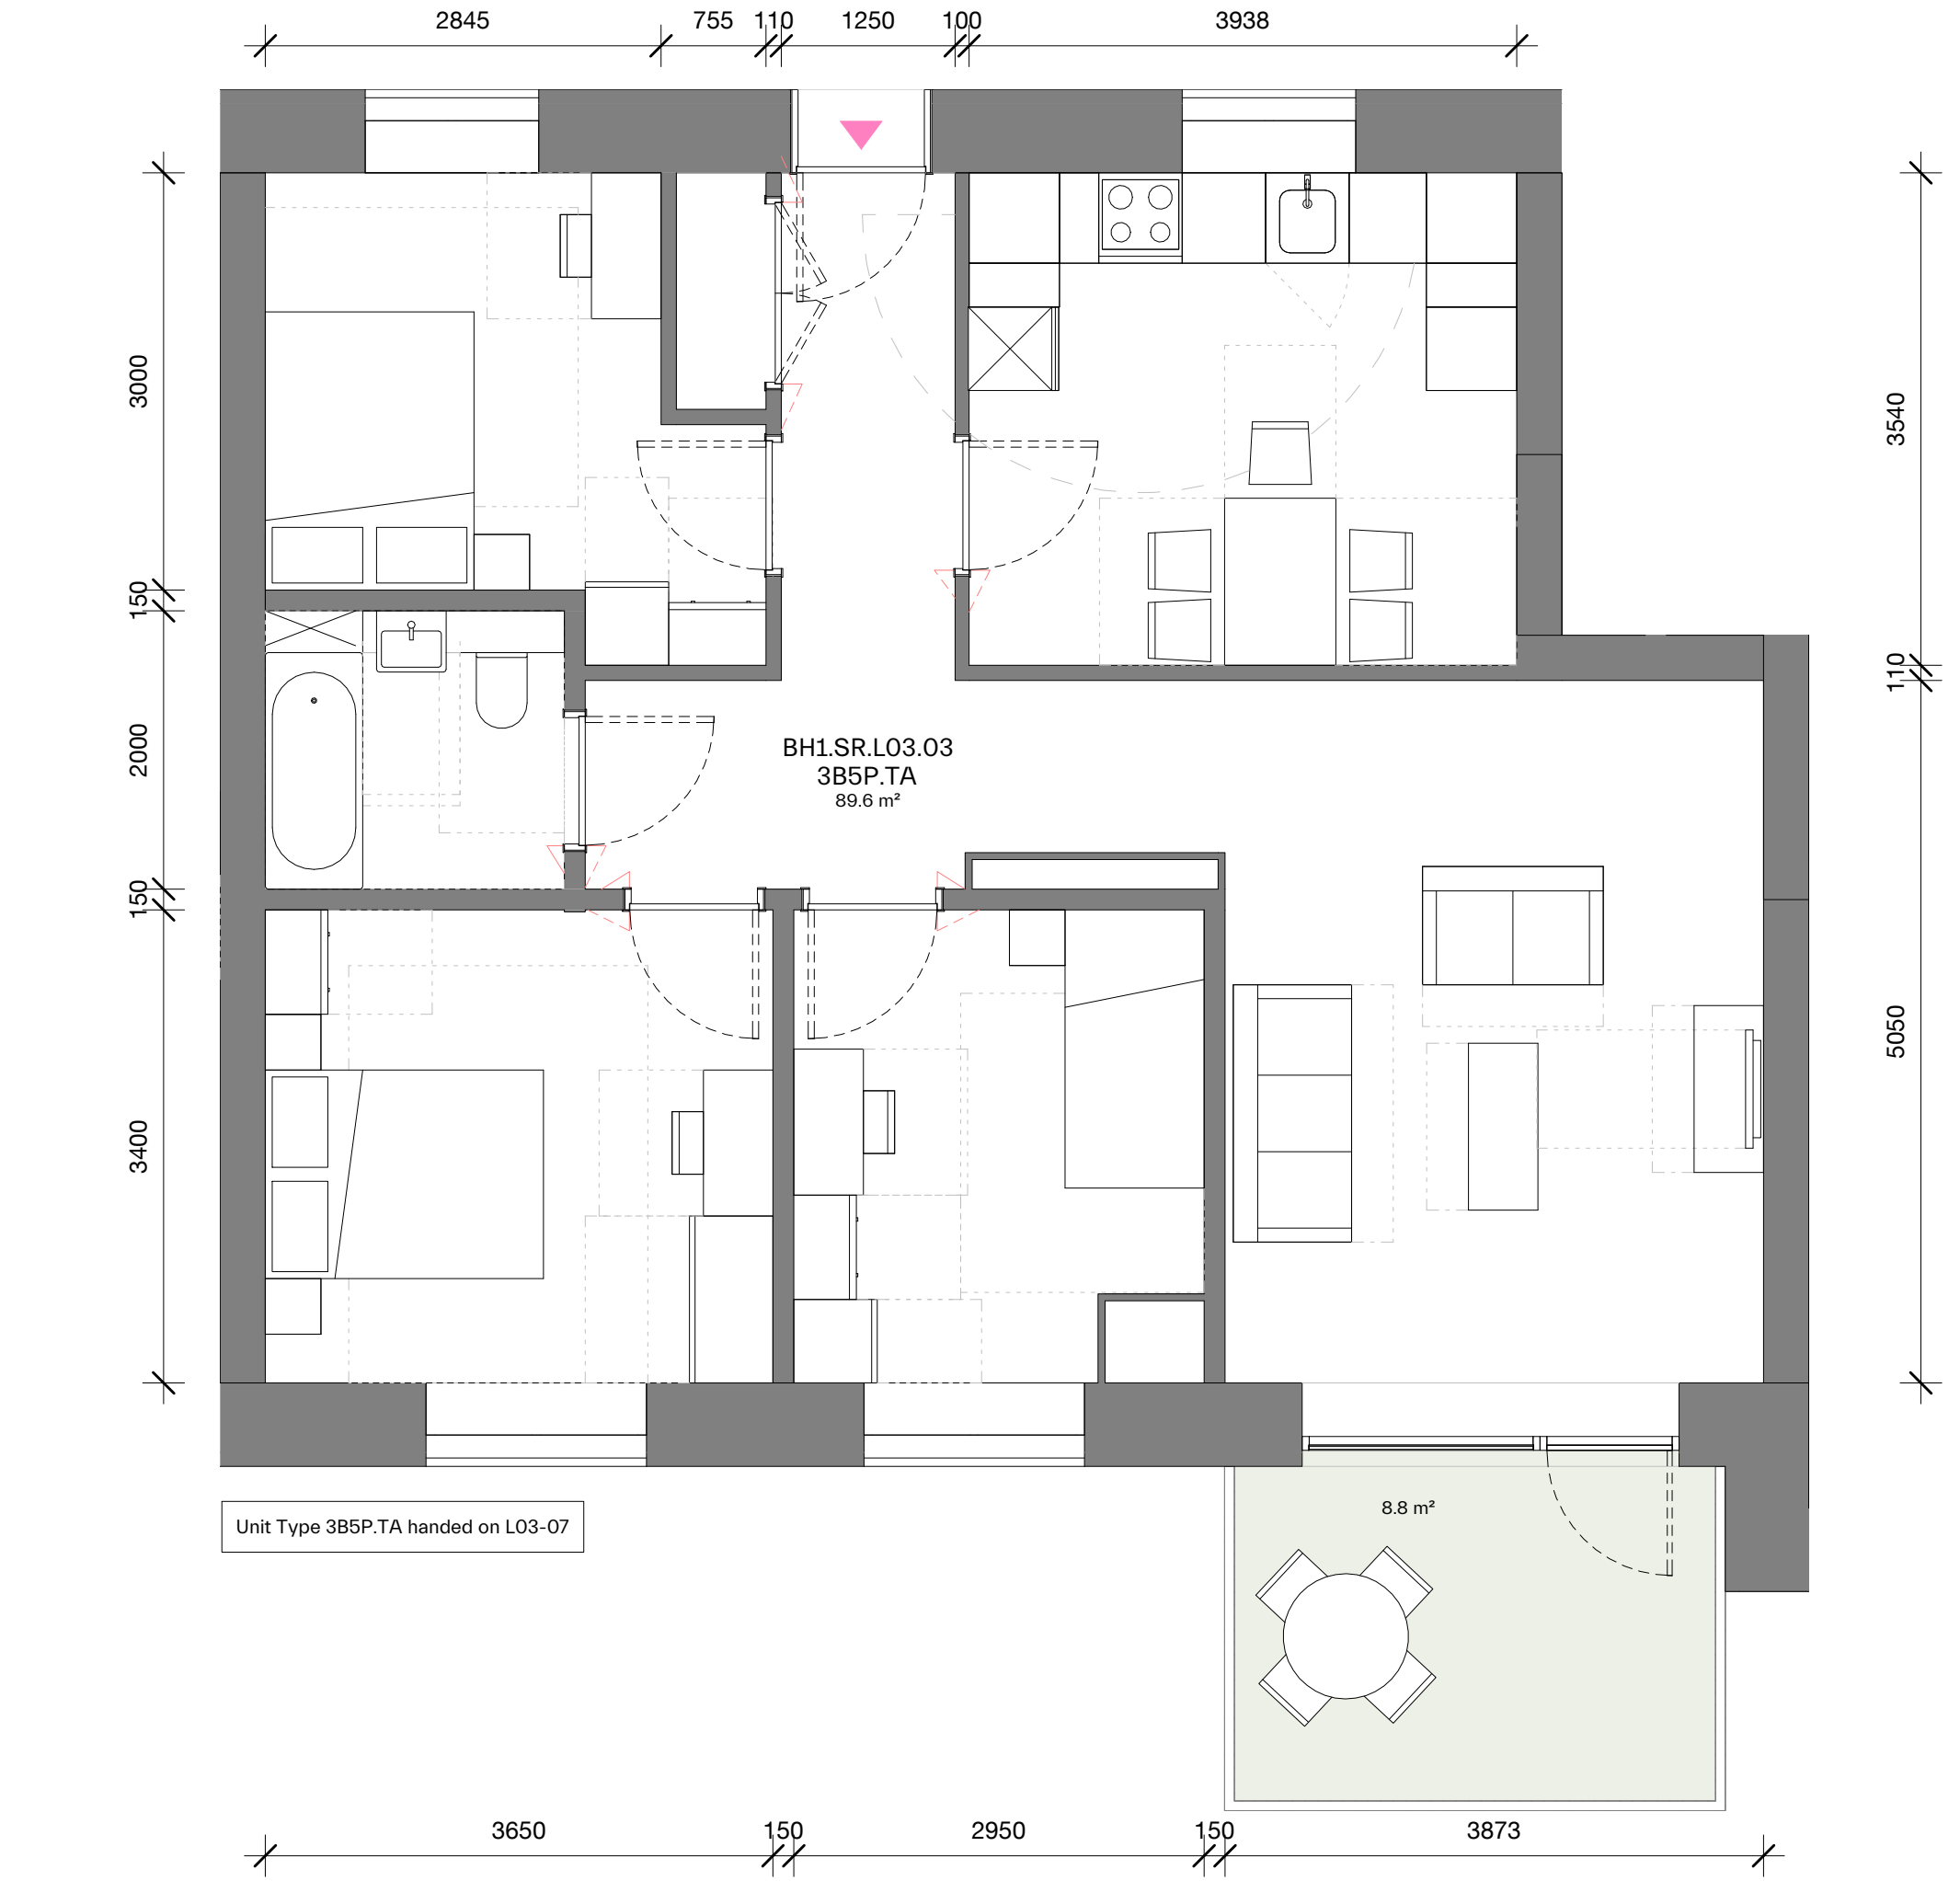 2845 755 110 1250 100 3938
3000
150
2000
150
3400
3540
110
5050
BH1.SR.L03.03
3B5P.TA
89.6 m²
8.8 m²
Unit Type 3B5P.TA handed on L03-07
3650 150 2950 150 3873